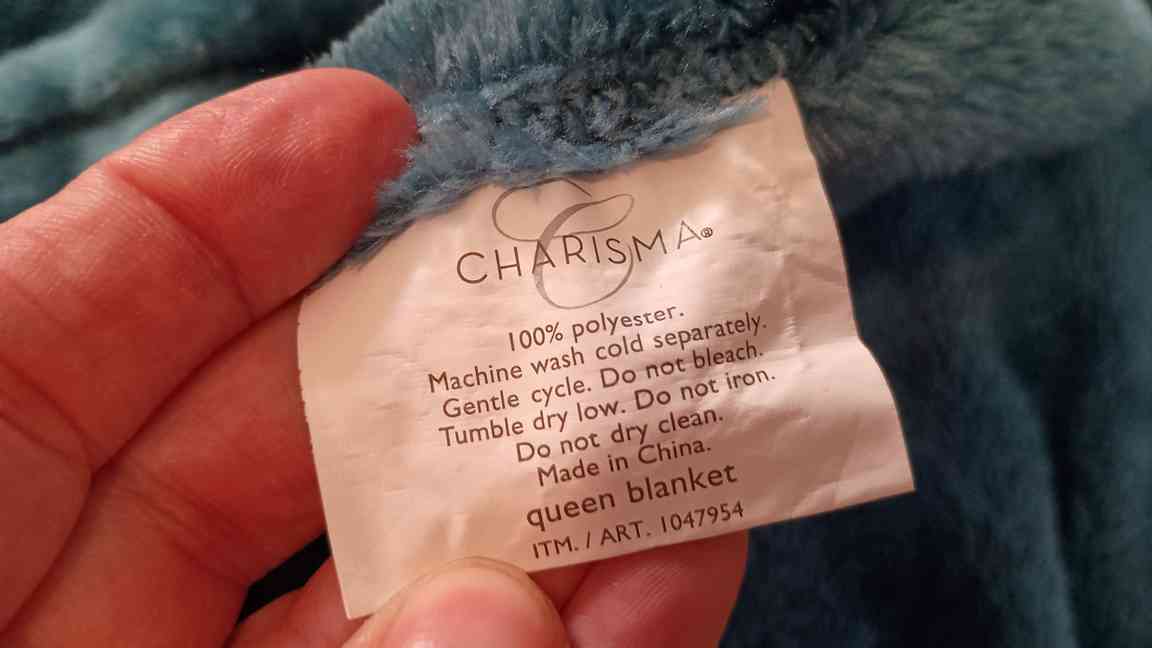 CHARISMA®
100% polyester.
Machine wash cold separately.
Gentle cycle. Do not bleach.
Tumble dry low. Do not iron.
Do not dry clean.
Made in China.
queen blanket
ITM. / ART. 1047954